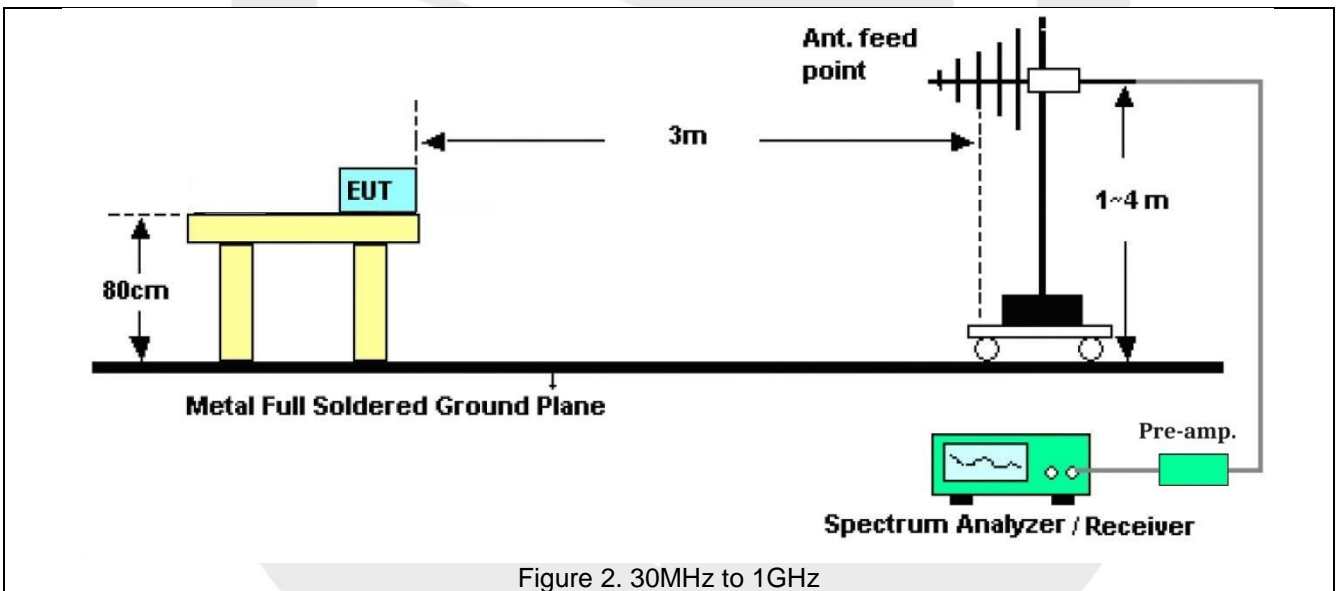 Ant. feed
point
3m
EUT
1~4 m
80cm
Metal Full Soldered Ground Plane
Pre-amp.
Spectrum Analyzer / Receiver
Figure 2. 30MHz to 1GHz